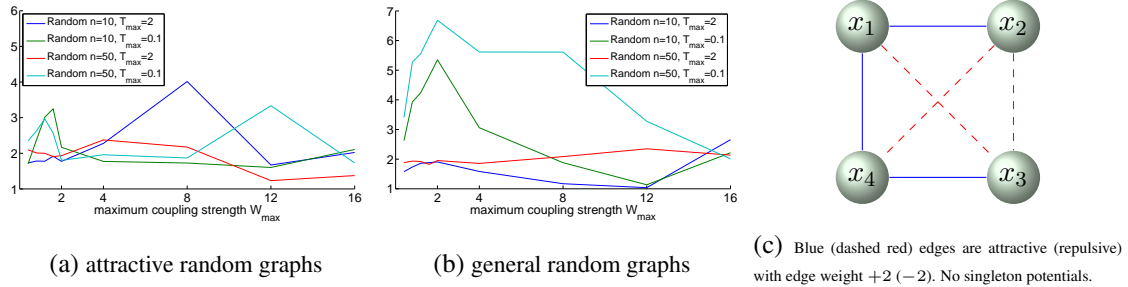 6
5
4
3
2
1
2 4 8 12 16
maximum coupling strength W_max
Random n=10, T_max=2
Random n=10, T_max=0.1
Random n=50, T_max=2
Random n=50, T_max=0.1
(a) attractive random graphs
7
6
5
4
3
2
1
2 4 8 12 16
maximum coupling strength W_max
Random n=10, T_max=2
Random n=10, T_max=0.1
Random n=50, T_max=2
Random n=50, T_max=0.1
(b) general random graphs
x_1 x_2
x_4 x_3
(c) Blue (dashed red) edges are attractive (repulsive)
with edge weight +2 (−2). No singleton potentials.